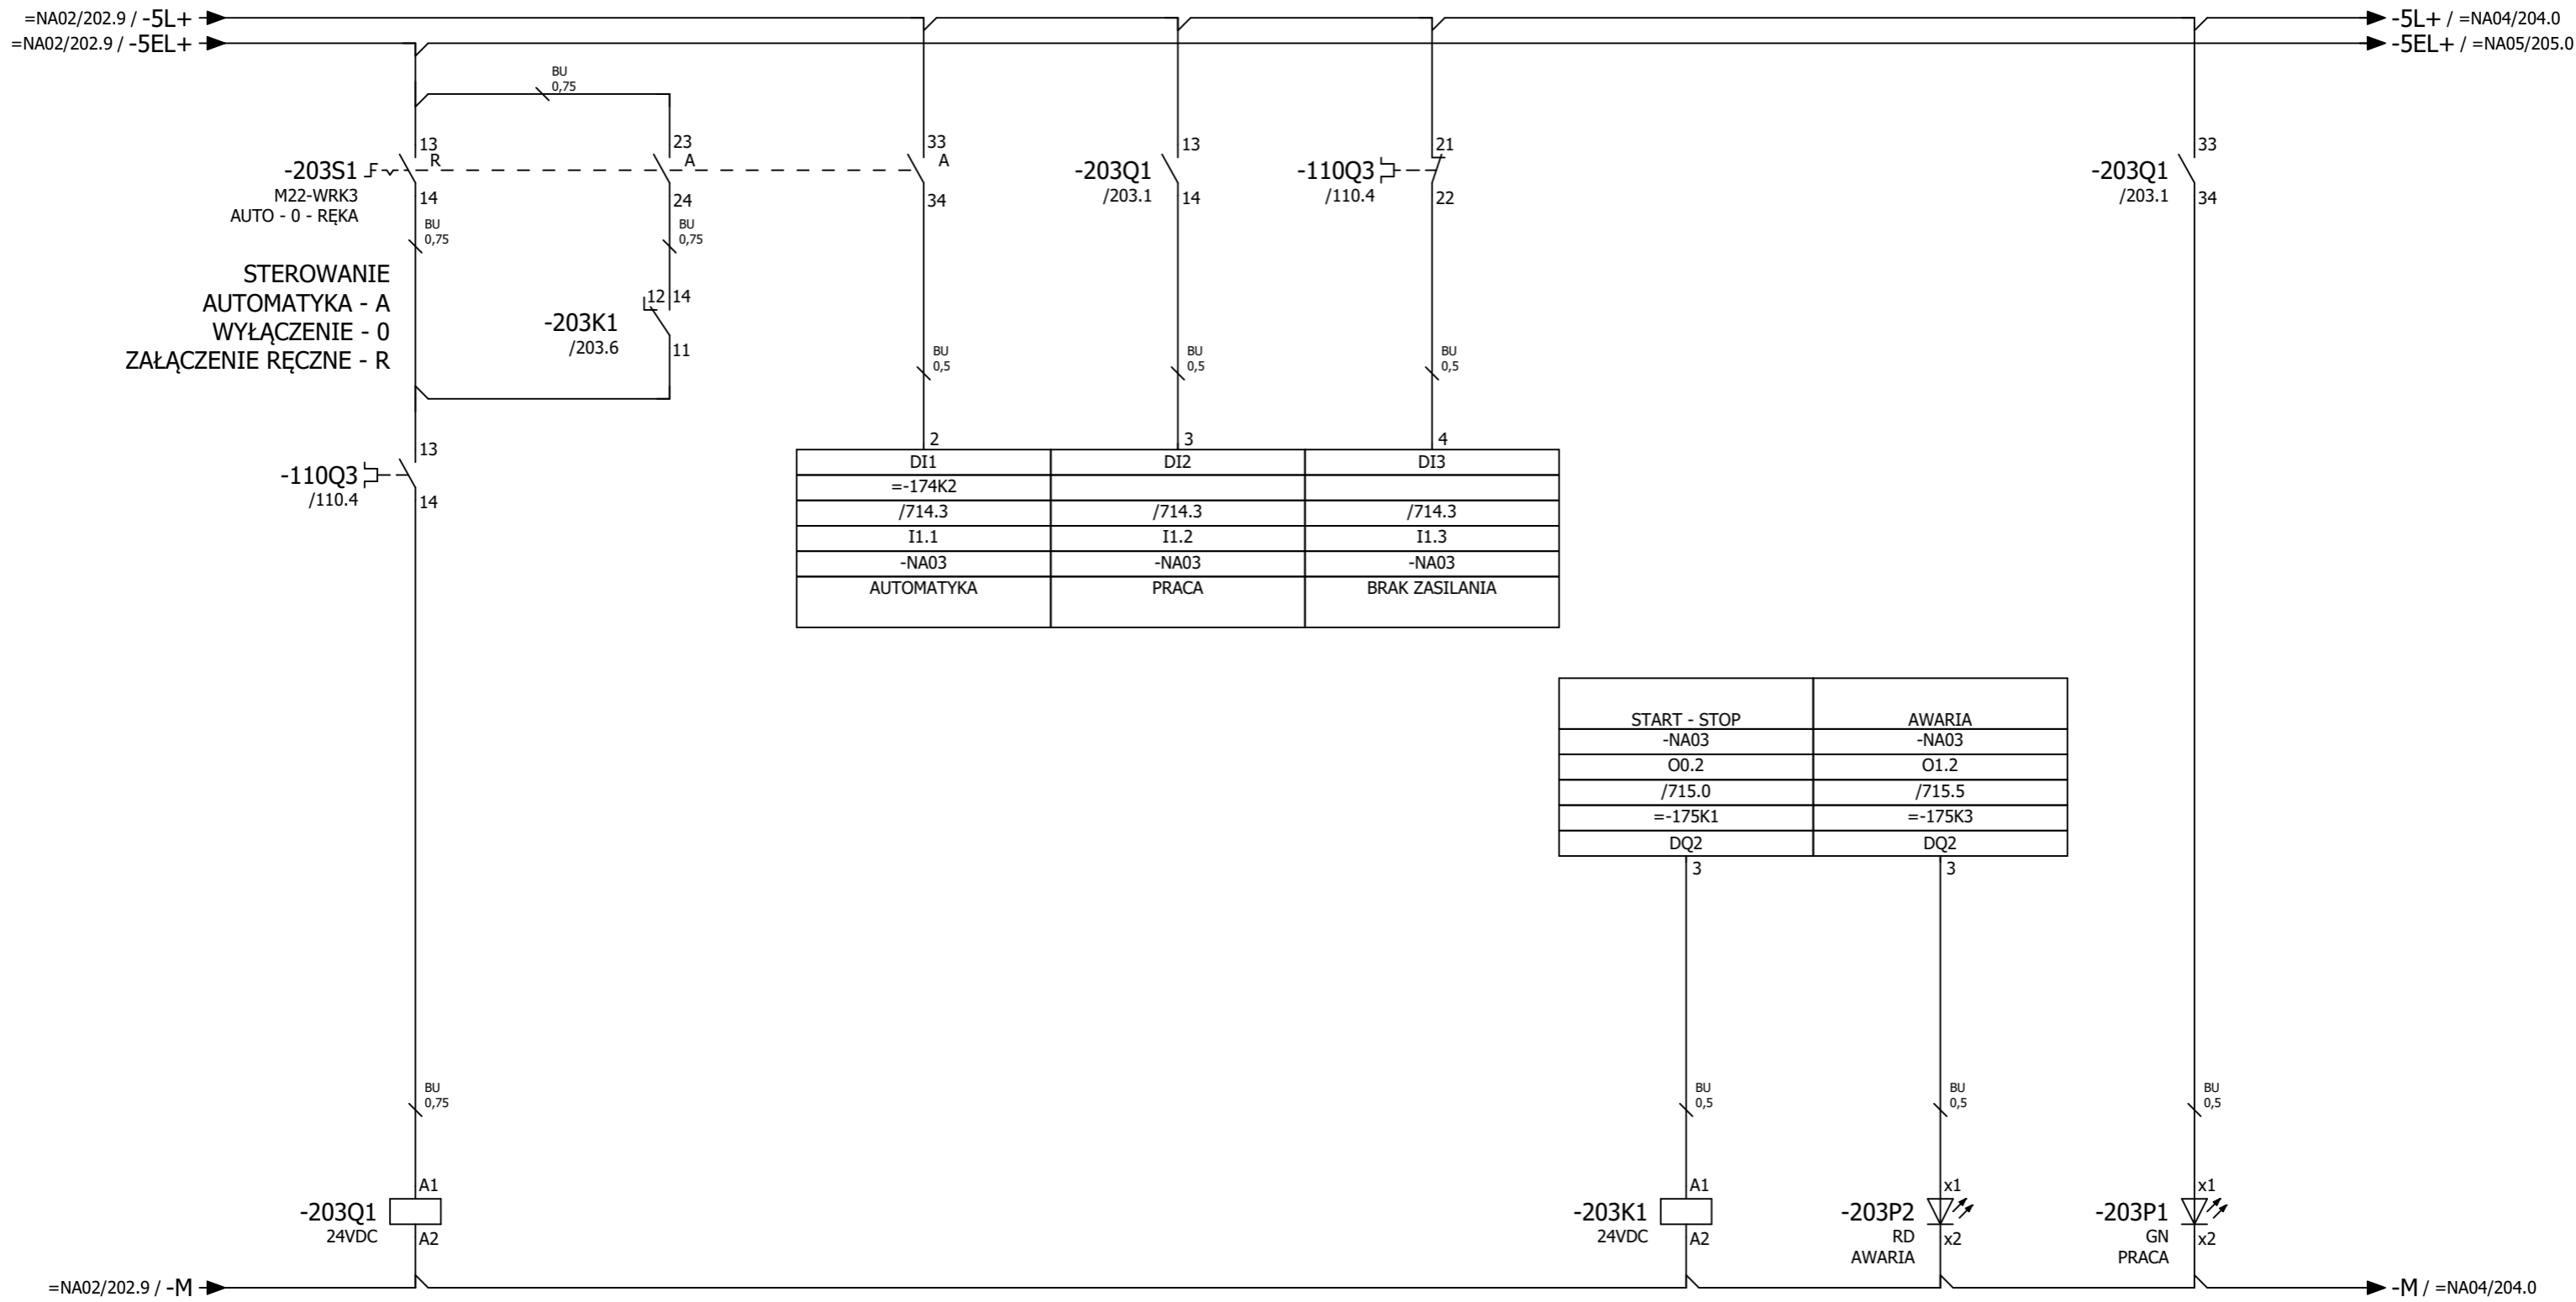 =NA02/202.9 / -5L+
-5L+ / =NA04/204.0
=NA02/202.9 / -5EL+
-5EL+ / =NA05/205.0
BU
0,75
13
R
-203S1
M22-WRK3
AUTO - 0 - RĘKA
14
BU
0,75
23
A
24
BU
0,75
33
A
34
13
-203Q1
/203.1
14
21
-110Q3
/110.4
22
33
-203Q1
/203.1
34
STEROWANIE
AUTOMATYKA - A
WYŁĄCZENIE - 0
ZAŁĄCZENIE RĘCZNE - R
12 14
-203K1
/203.6
11
BU
0,5
BU
0,5
BU
0,5
13
-110Q3
/110.4
14
2 3 4
DI1 DI2 DI3
=-174K2
/714.3 /714.3 /714.3
I1.1 I1.2 I1.3
-NA03 -NA03 -NA03
AUTOMATYKA PRACA BRAK ZASILANIA
START - STOP AWARIA
-NA03 -NA03
O0.2 O1.2
/715.0 /715.5
=-175K1 =-175K3
DQ2 DQ2
3 3
BU
0,75
BU
0,5
BU
0,5
BU
0,5
A1
-203Q1
24VDC
A2
A1
-203K1
24VDC
A2
x1
-203P2
RD
x2
AWARIA
x1
-203P1
GN
x2
PRACA
=NA02/202.9 / -M
-M / =NA04/204.0